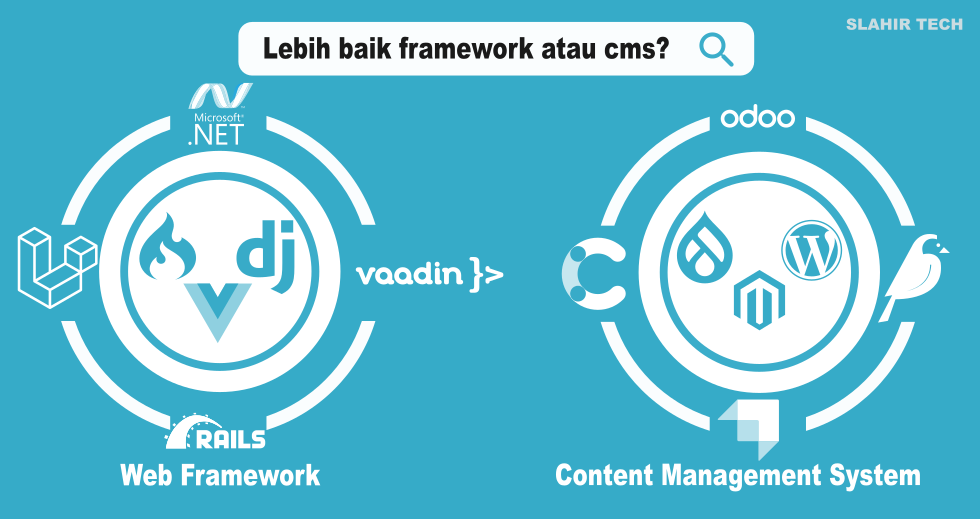 SLAHIR TECH
Lebih baik framework atau cms?
Microsoft®
.NET
odoo
dj
vaadin }>
RAILS
Web Framework
Content Management System